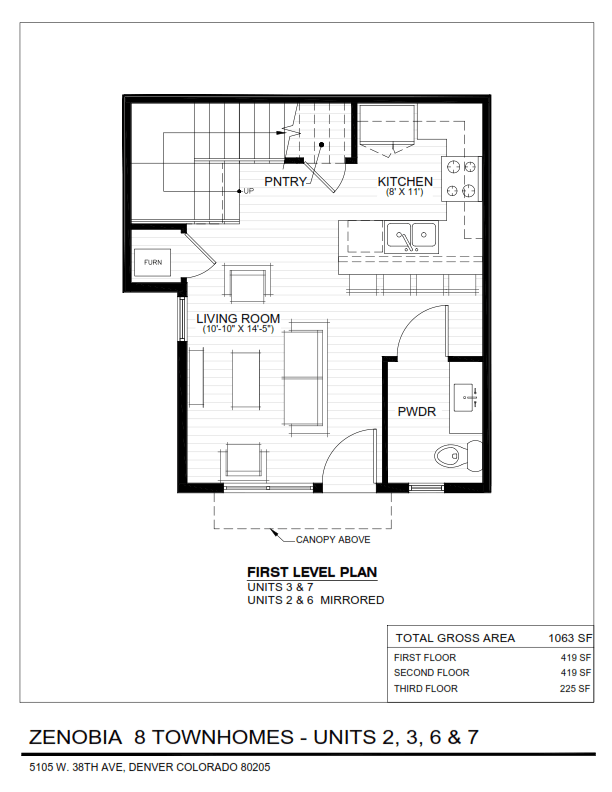 PNTRY
KITCHEN
(8' X 11')
UP
FURN
LIVING ROOM
(10'-10" X 14'-5")
PWDR
CANOPY ABOVE
FIRST LEVEL PLAN
UNITS 3 & 7
UNITS 2 & 6 MIRRORED
TOTAL GROSS AREA 1063 SF
FIRST FLOOR 419 SF
SECOND FLOOR 419 SF
THIRD FLOOR 225 SF
ZENOBIA 8 TOWNHOMES - UNITS 2, 3, 6 & 7
5105 W. 38TH AVE, DENVER COLORADO 80205